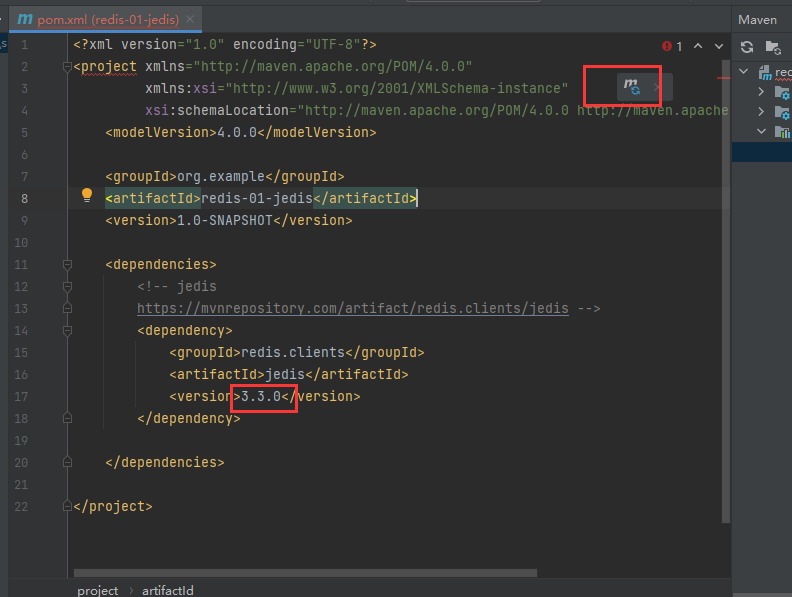 pom.xml (redis-01-jedis)
Maven
1 <?xml version="1.0" encoding="UTF-8"?>
1
2 <project xmlns="http://maven.apache.org/POM/4.0.0"
3 xmlns:xsi="http://www.w3.org/2001/XMLSchema-instance"
4 xsi:schemaLocation="http://maven.apache.org/POM/4.0.0 http://maven.apache
5 <modelVersion>4.0.0</modelVersion>
6
7 <groupId>org.example</groupId>
8 <artifactId>redis-01-jedis</artifactId>
9 <version>1.0-SNAPSHOT</version>
10
11 <dependencies>
12 <!-- jedis
13 https://mvnrepository.com/artifact/redis.clients/jedis -->
14 <dependency>
15 <groupId>redis.clients</groupId>
16 <artifactId>jedis</artifactId>
17 <version>3.3.0</version>
18 </dependency>
19
20 </dependencies>
21
22 </project>
project > artifactId